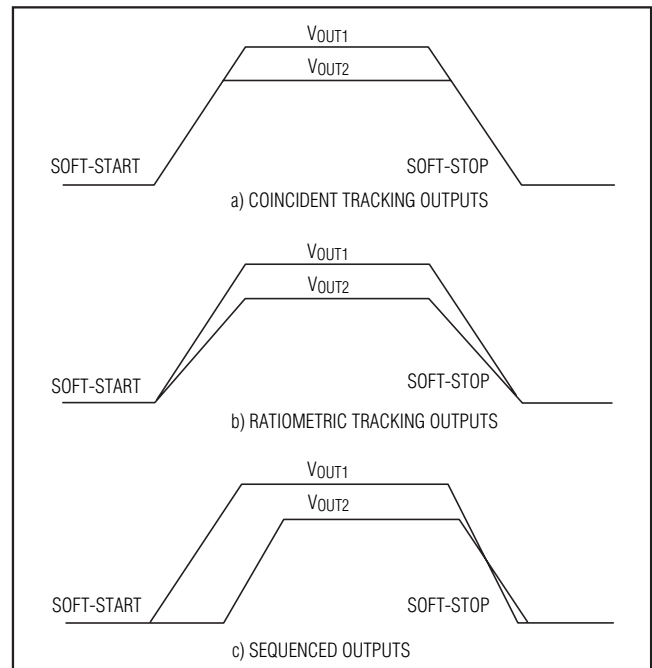 VOUT1
VOUT2
SOFT-START
SOFT-STOP
a) COINCIDENT TRACKING OUTPUTS
VOUT1
VOUT2
SOFT-START
SOFT-STOP
b) RATIOMETRIC TRACKING OUTPUTS
VOUT1
VOUT2
SOFT-START
SOFT-STOP
c) SEQUENCED OUTPUTS